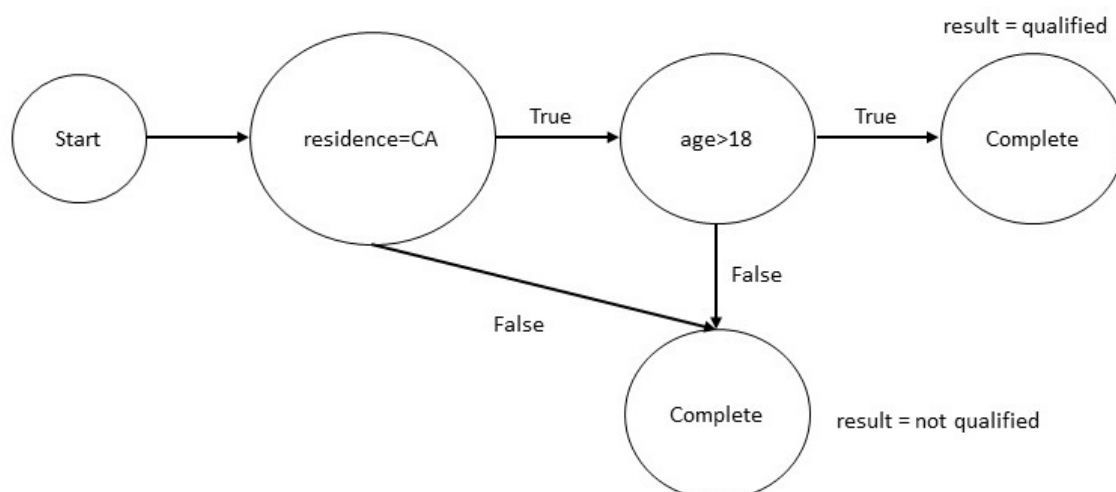 result = qualified
Start
residence=CA
True
age>18
True
Complete
False
False
Complete
result = not qualified